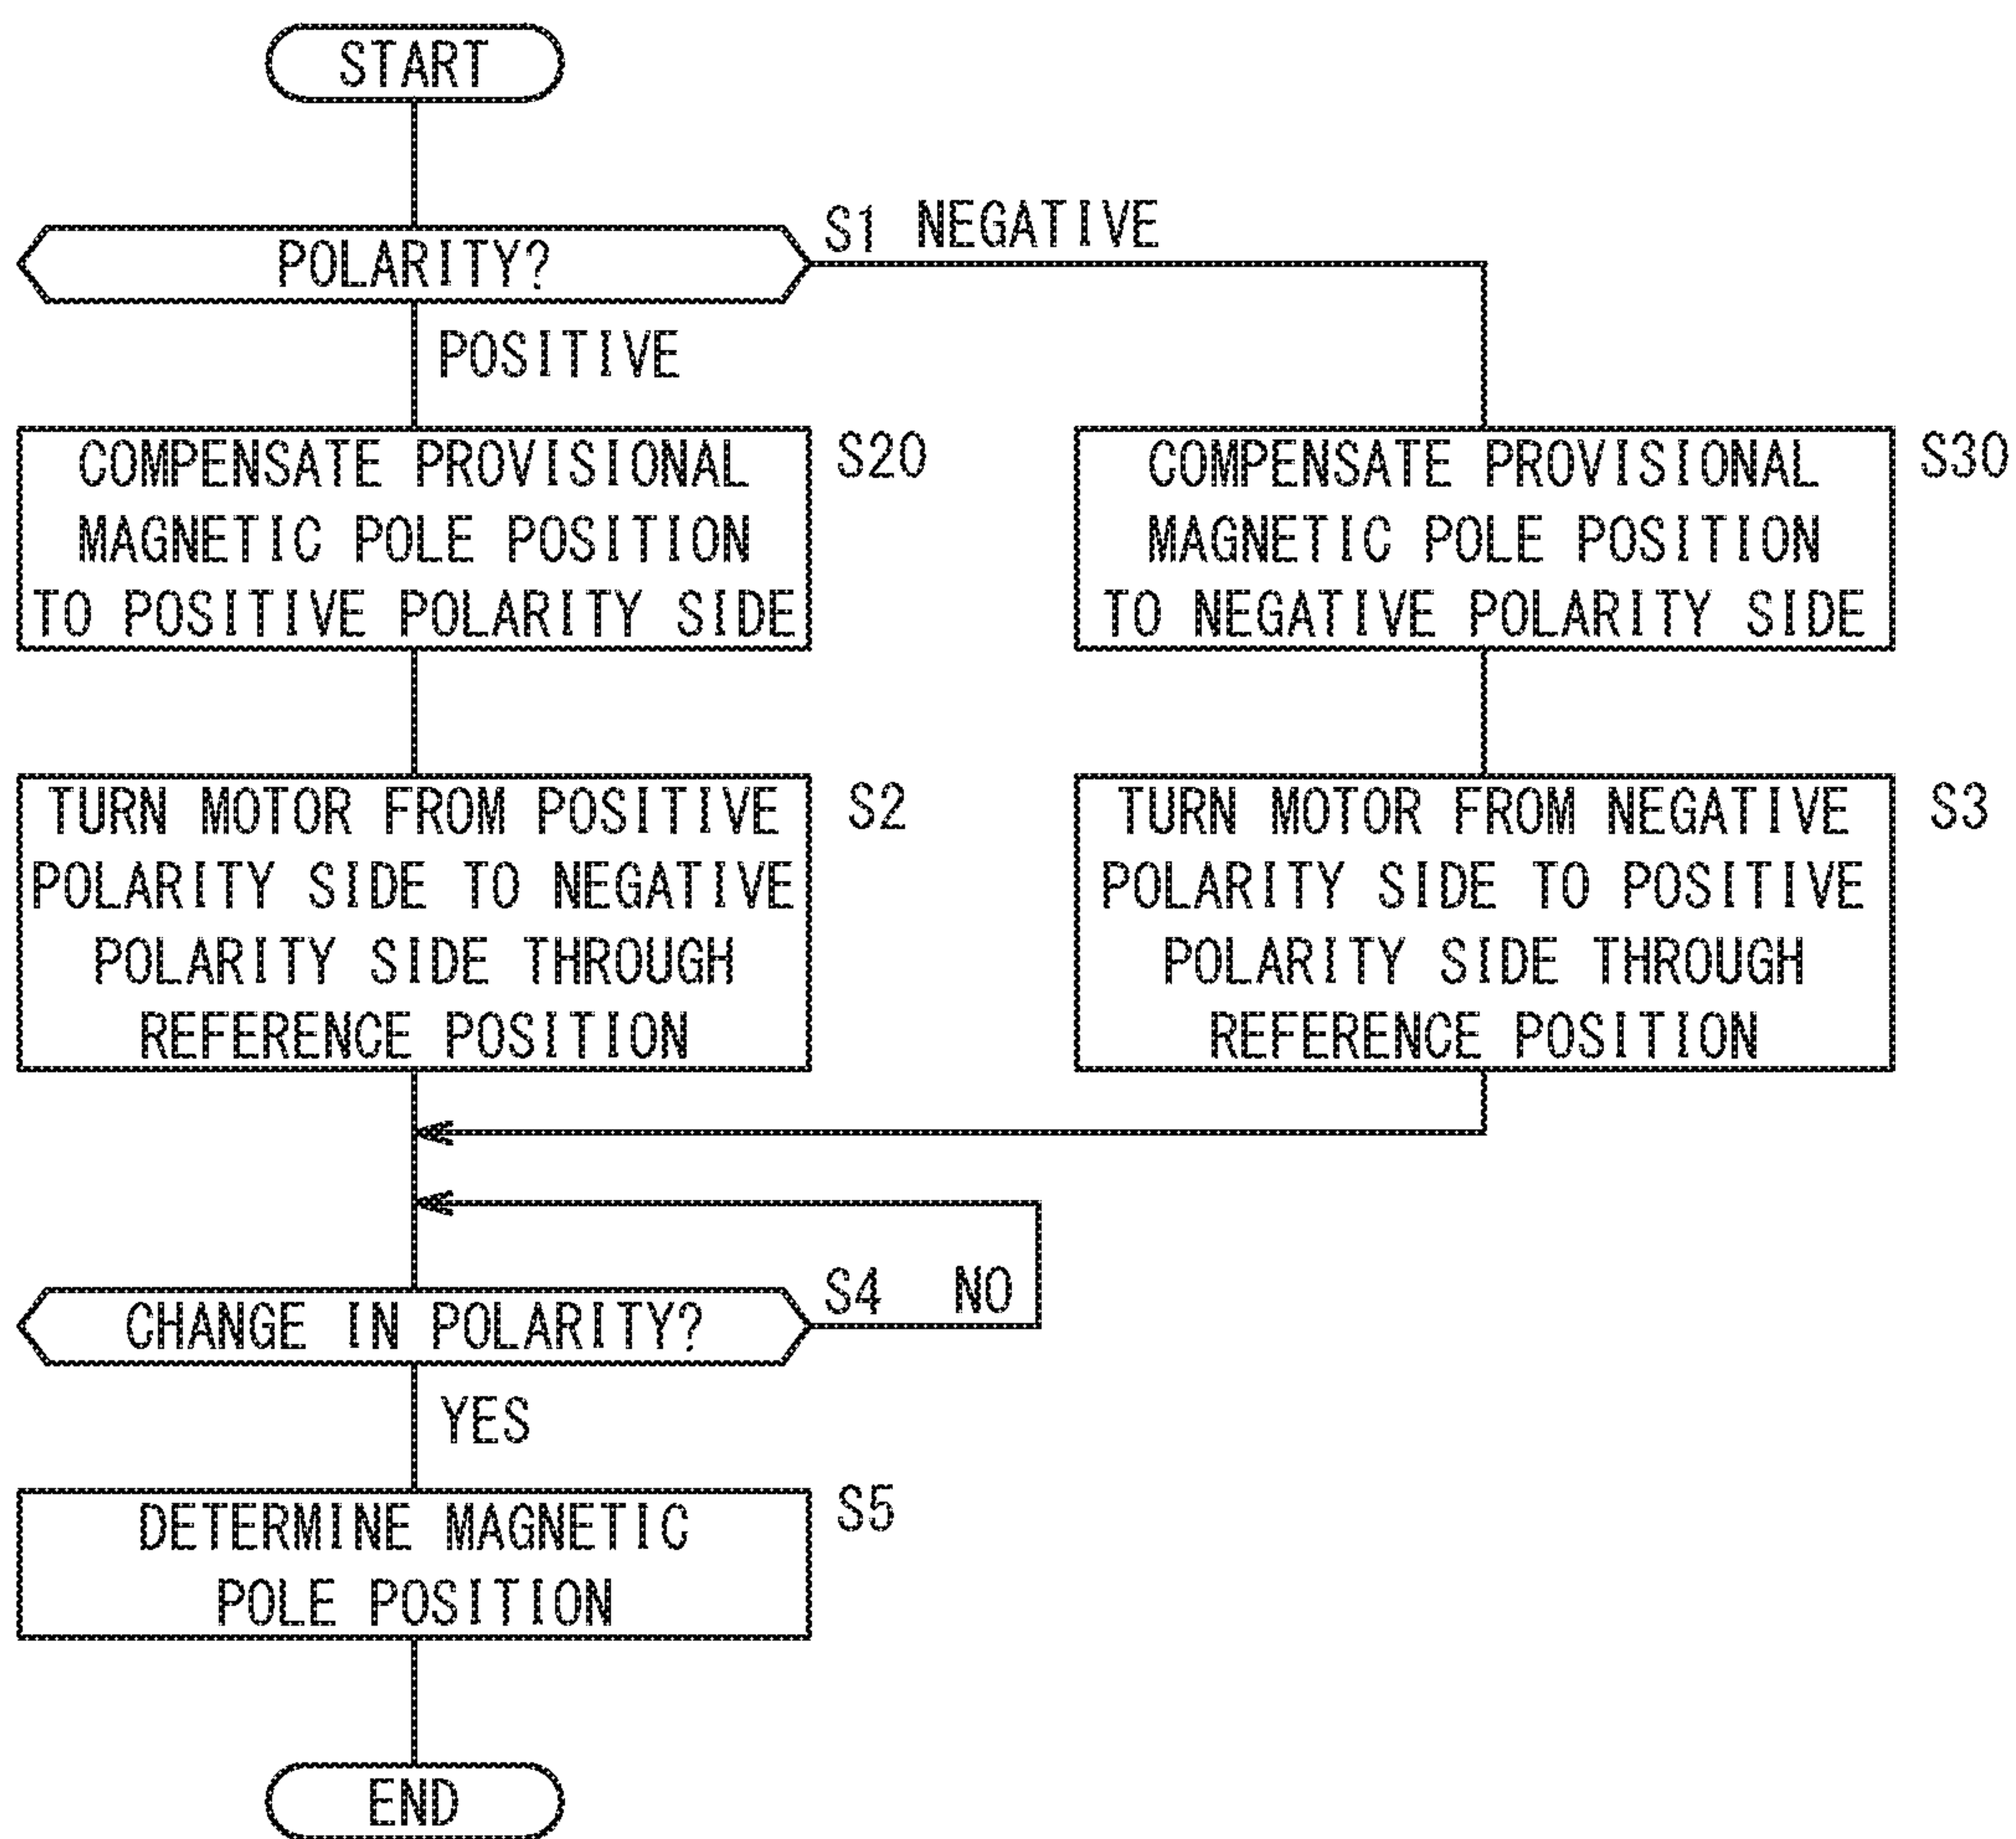 START
POLARITY?
S1 NEGATIVE
POSITIVE
COMPENSATE PROVISIONAL
MAGNETIC POLE POSITION
TO POSITIVE POLARITY SIDE
S20
COMPENSATE PROVISIONAL
MAGNETIC POLE POSITION
TO NEGATIVE POLARITY SIDE
S30
TURN MOTOR FROM POSITIVE
POLARITY SIDE TO NEGATIVE
POLARITY SIDE THROUGH
REFERENCE POSITION
S2
TURN MOTOR FROM NEGATIVE
POLARITY SIDE TO POSITIVE
POLARITY SIDE THROUGH
REFERENCE POSITION
S3
CHANGE IN POLARITY?
S4 NO
YES
DETERMINE MAGNETIC
POLE POSITION
S5
END